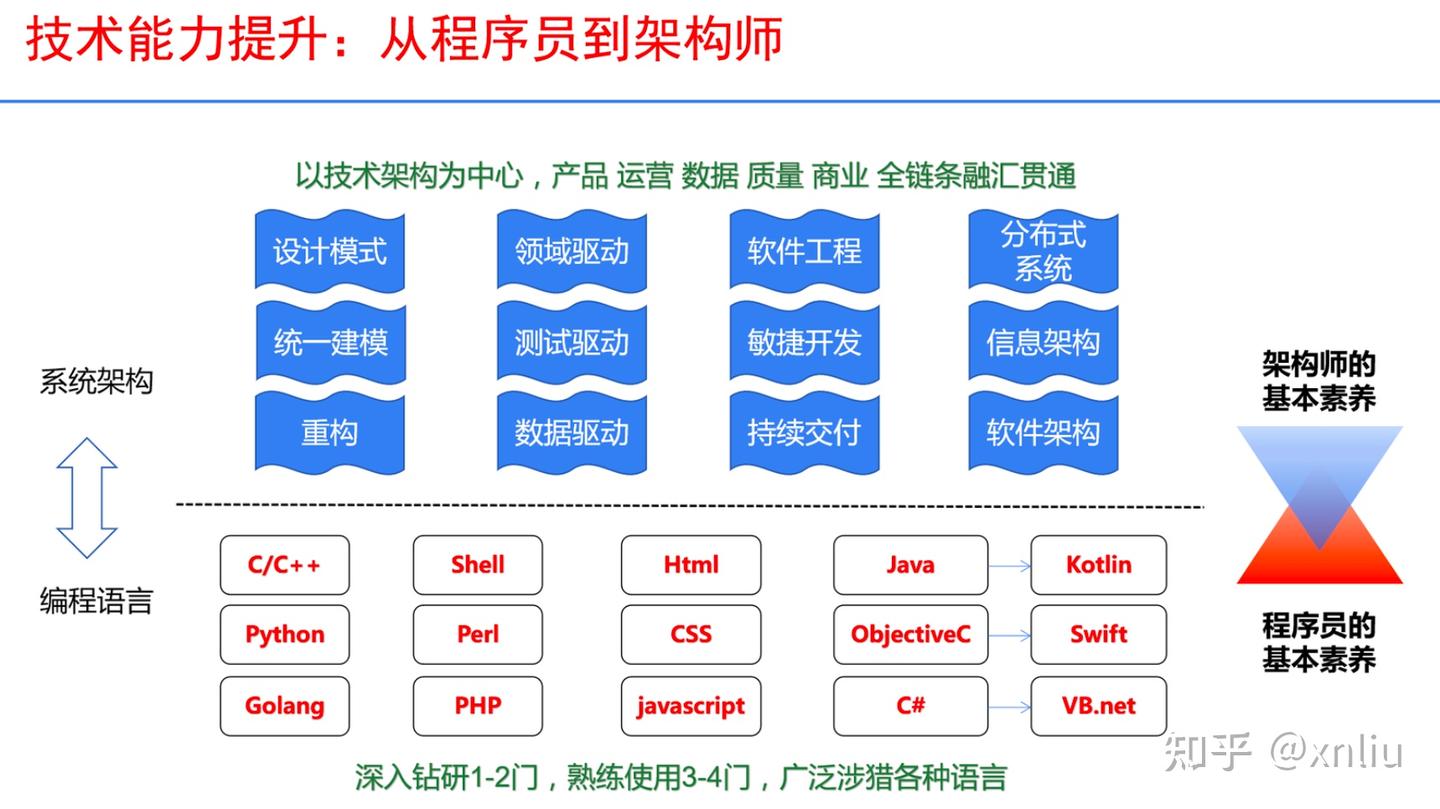 技术能力提升：从程序员到架构师
以技术架构为中心，产品 运营 数据 质量 商业 全链条融汇贯通
设计模式
领域驱动
软件工程
分布式
系统
统一建模
测试驱动
敏捷开发
信息架构
重构
数据驱动
持续交付
软件架构
系统架构
编程语言
架构师的
基本素养
C/C++
Shell
Html
Java
Kotlin
Python
Perl
CSS
ObjectiveC
Swift
Golang
PHP
javascript
C#
VB.net
程序员的
基本素养
深入钻研1-2门，熟练使用3-4门，广泛涉猎各种语言
知乎 @xnliu